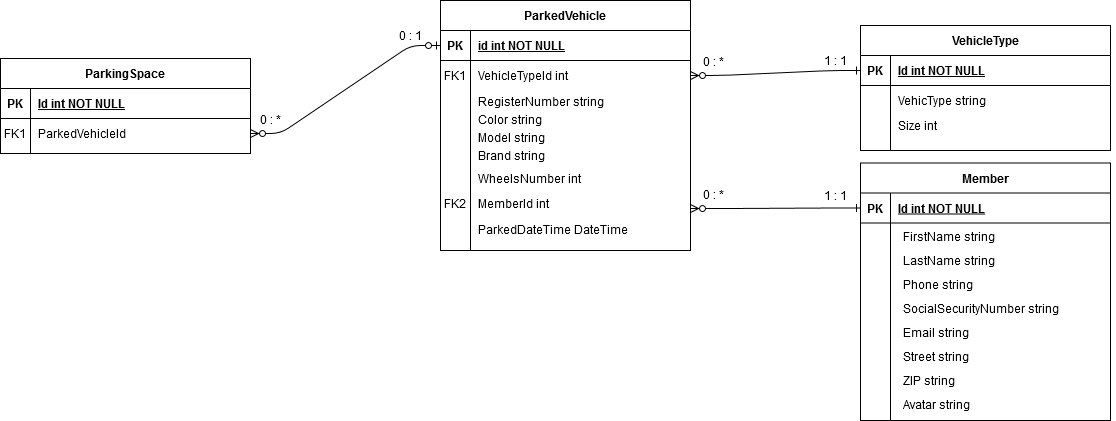 ParkingSpace
PK Id int NOT NULL
FK1 ParkedVehicleId
0 : *
0 : 1
ParkedVehicle
PK id int NOT NULL
FK1 VehicleTypeId int
RegisterNumber string
Color string
Model string
Brand string
WheelsNumber int
FK2 MemberId int
ParkedDateTime DateTime
0 : *
1 : 1
0 : *
1 : 1
VehicleType
PK Id int NOT NULL
VehicType string
Size int
Member
PK Id int NOT NULL
FirstName string
LastName string
Phone string
SocialSecurityNumber string
Email string
Street string
ZIP string
Avatar string